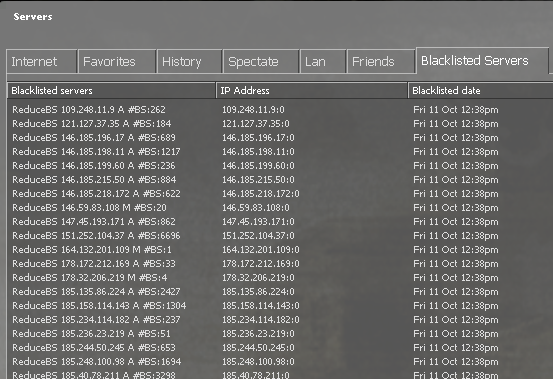 Servers
Internet Favorites History Spectate Lan Friends Blacklisted Servers
Blacklisted servers IP Address Blacklisted date
ReduceBS 109.248.11.9 A #BS:262 109.248.11.9:0 Fri 11 Oct 12:38pm
ReduceBS 121.127.37.35 A #BS:184 121.127.37.35:0 Fri 11 Oct 12:38pm
ReduceBS 146.185.196.17 A #BS:689 146.185.196.17:0 Fri 11 Oct 12:38pm
ReduceBS 146.185.198.11 A #BS:1217 146.185.198.11:0 Fri 11 Oct 12:38pm
ReduceBS 146.185.199.60 A #BS:236 146.185.199.60:0 Fri 11 Oct 12:38pm
ReduceBS 146.185.215.50 A #BS:884 146.185.215.50:0 Fri 11 Oct 12:38pm
ReduceBS 146.185.218.172 A #BS:622 146.185.218.172:0 Fri 11 Oct 12:38pm
ReduceBS 146.59.83.108 M #BS:20 146.59.83.108:0 Fri 11 Oct 12:38pm
ReduceBS 147.45.193.171 A #BS:862 147.45.193.171:0 Fri 11 Oct 12:38pm
ReduceBS 151.252.104.37 A #BS:6696 151.252.104.37:0 Fri 11 Oct 12:38pm
ReduceBS 164.132.201.109 M #BS:1 164.132.201.109:0 Fri 11 Oct 12:38pm
ReduceBS 178.172.212.169 A #BS:33 178.172.212.169:0 Fri 11 Oct 12:38pm
ReduceBS 178.32.206.219 M #BS:4 178.32.206.219:0 Fri 11 Oct 12:38pm
ReduceBS 185.135.86.224 A #BS:2427 185.135.86.224:0 Fri 11 Oct 12:38pm
ReduceBS 185.158.114.143 A #BS:1304 185.158.114.143:0 Fri 11 Oct 12:38pm
ReduceBS 185.234.114.182 A #BS:237 185.234.114.182:0 Fri 11 Oct 12:38pm
ReduceBS 185.236.23.219 A #BS:51 185.236.23.219:0 Fri 11 Oct 12:38pm
ReduceBS 185.244.50.245 A #BS:653 185.244.50.245:0 Fri 11 Oct 12:38pm
ReduceBS 185.248.100.98 A #BS:1694 185.248.100.98:0 Fri 11 Oct 12:38pm
ReduceBS 185.40.78.211 A #BS:3298 185.40.78.211:0 Fri 11 Oct 12:38pm